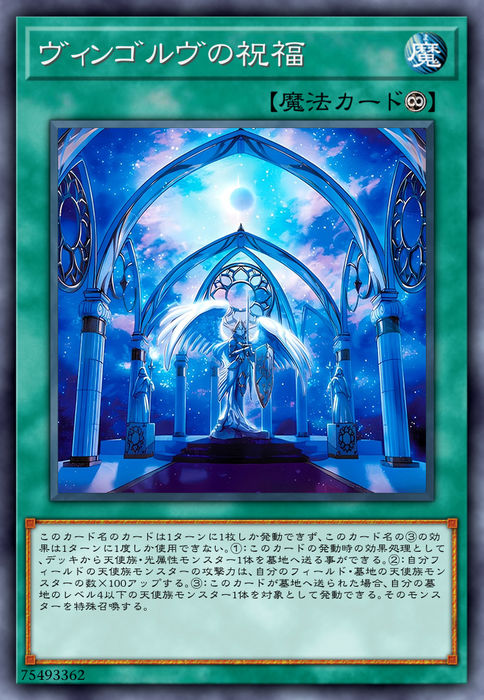 ヴィンゴルヴの祝福
魔
【魔法カード】
このカード名のカードは1ターンに1枚しか発動できず、このカード名の③の効
果は1ターンに1度しか使用できない。①：このカードの発動時の効果処理として、
デッキから天使族・光属性モンスター1体を墓地へ送る事ができる。②：自分フ
ィールドの天使族モンスターの攻撃力は、自分のフィールド・墓地の天使族モン
スターの数×100アップする。③：このカードが墓地へ送られた場合、自分の墓
地のレベル4以下の天使族モンスター1体を対象として発動できる。そのモンス
ターを特殊召喚する。
75493362